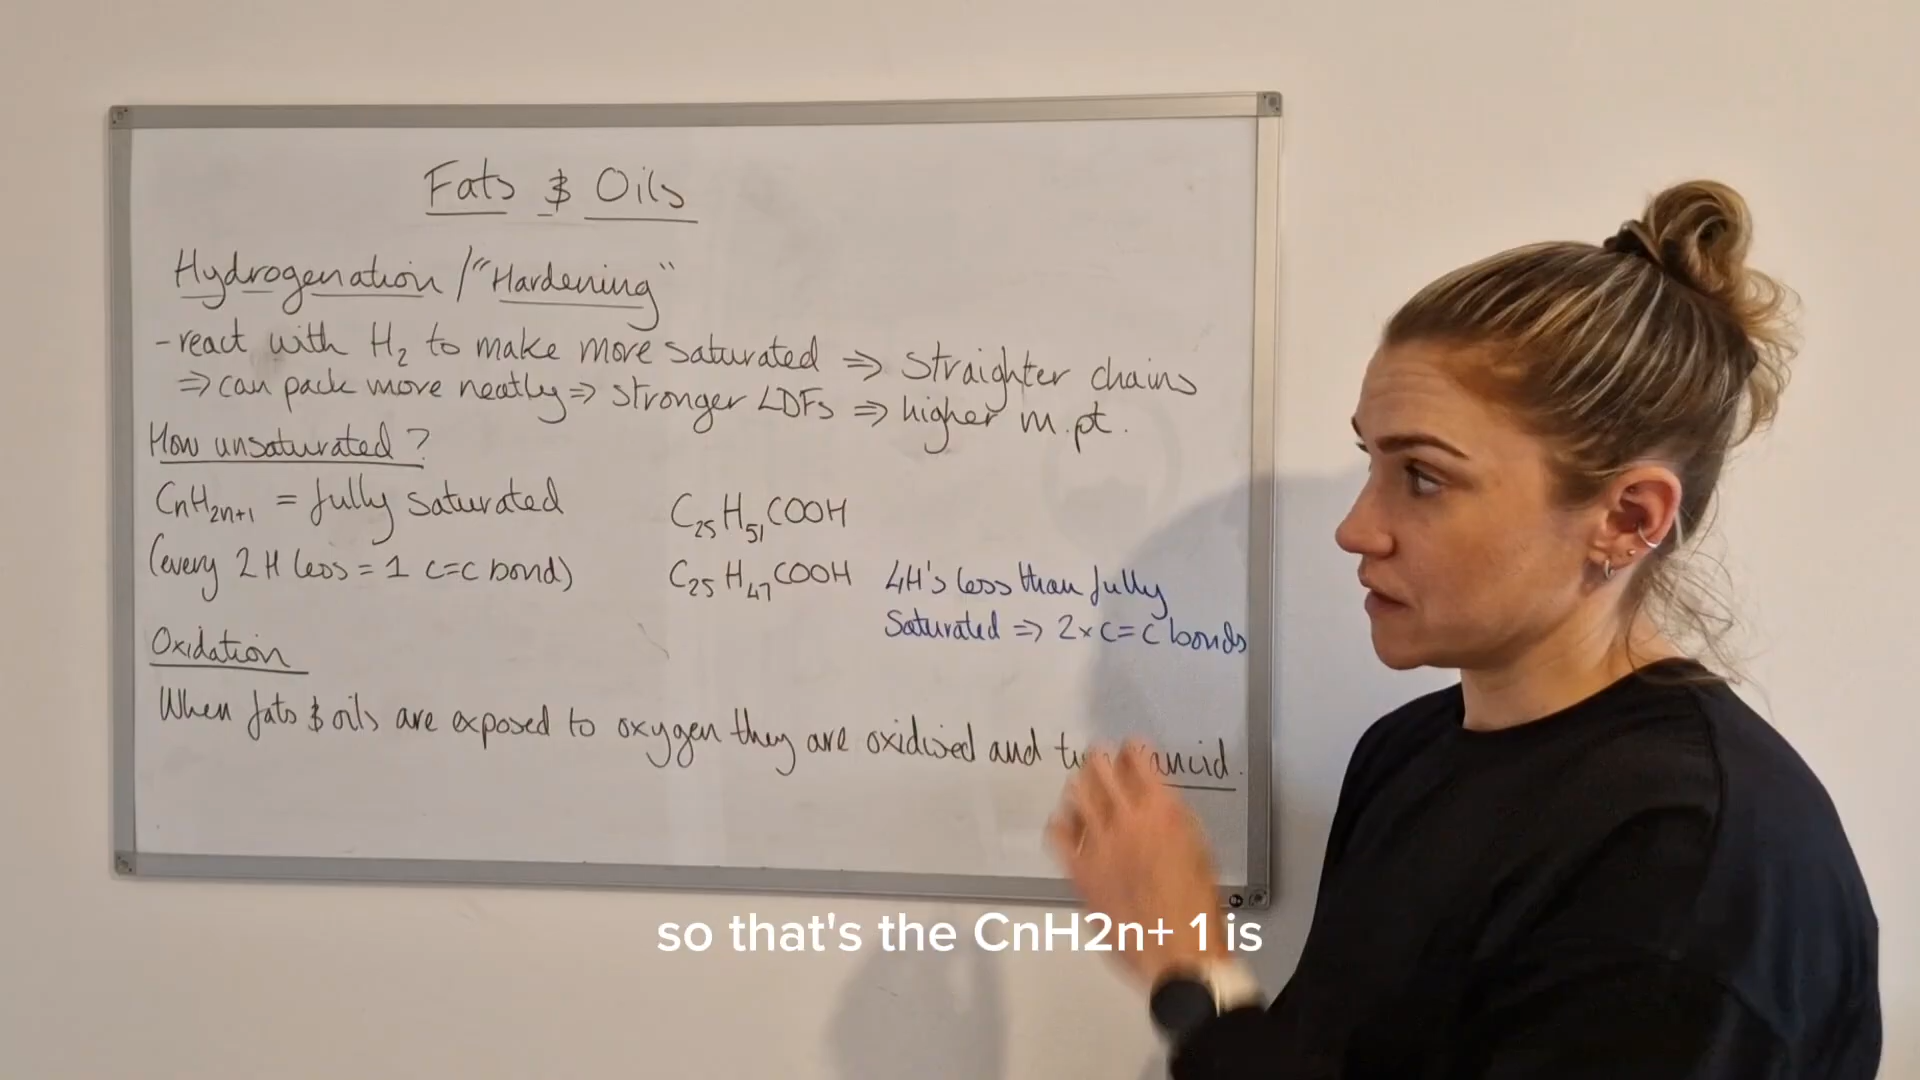 Fats & Oils
Hydrogenation / "Hardening"
- react with H2 to make more saturated ⇒ straighter chains
⇒ can pack more neatly ⇒ stronger LDFs ⇒ higher m.pt.
How unsaturated?
CnH2n+1 = fully saturated
C25H51COOH
(every 2 H less = 1 c=c bond)
C25H47COOH
4H's less than fully
Saturated ⇒ 2 x c=c bonds
Oxidation
When fats & oils are exposed to oxygen they are oxidised and
so that's the CnH2n+ 1 is